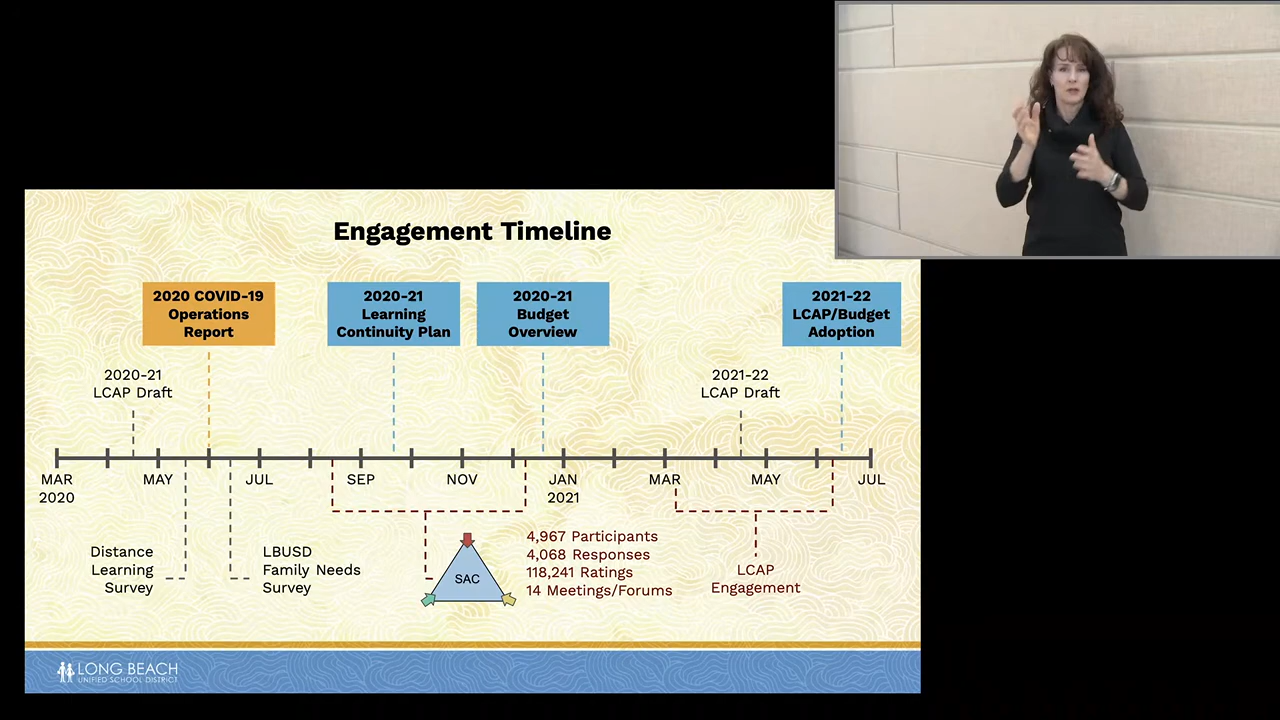 Engagement Timeline
2020 COVID-19
Operations
Report
2020-21
Learning
Continuity Plan
2020-21
Budget
Overview
2021-22
LCAP/Budget
Adoption
2020-21
LCAP Draft
2021-22
LCAP Draft
MAR
2020
MAY
JUL
SEP
NOV
JAN
2021
MAR
MAY
JUL
Distance
Learning
Survey
LBUSD
Family Needs
Survey
SAC
4,967 Participants
4,068 Responses
118,241 Ratings
14 Meetings/Forums
LCAP
Engagement
LONG BEACH
UNIFIED SCHOOL DISTRICT